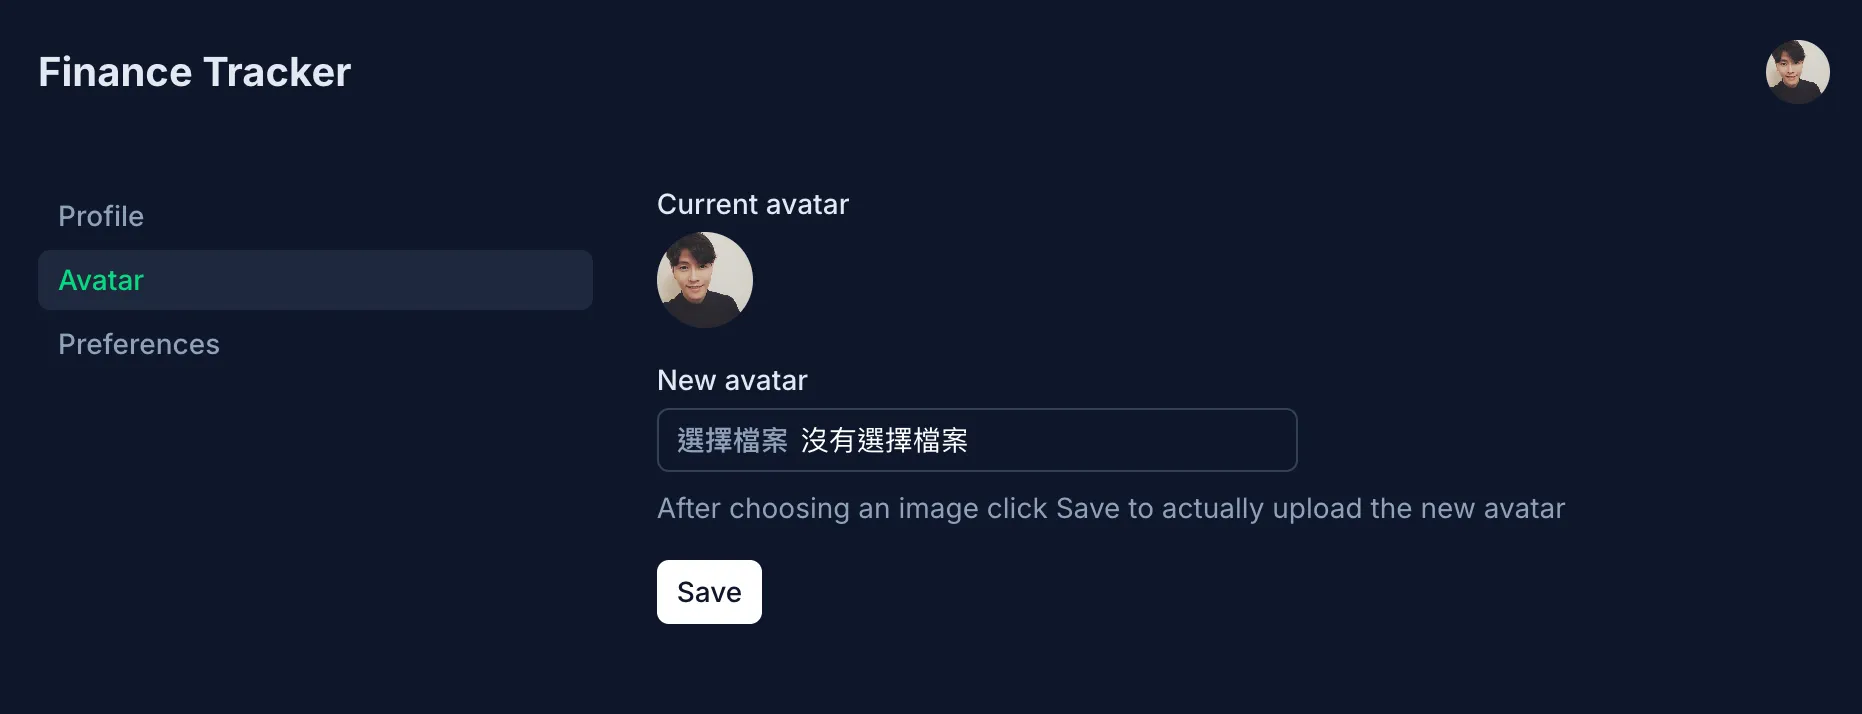 Finance Tracker
Profile
Avatar
Preferences
Current avatar
New avatar
選擇檔案 沒有選擇檔案
After choosing an image click Save to actually upload the new avatar
Save